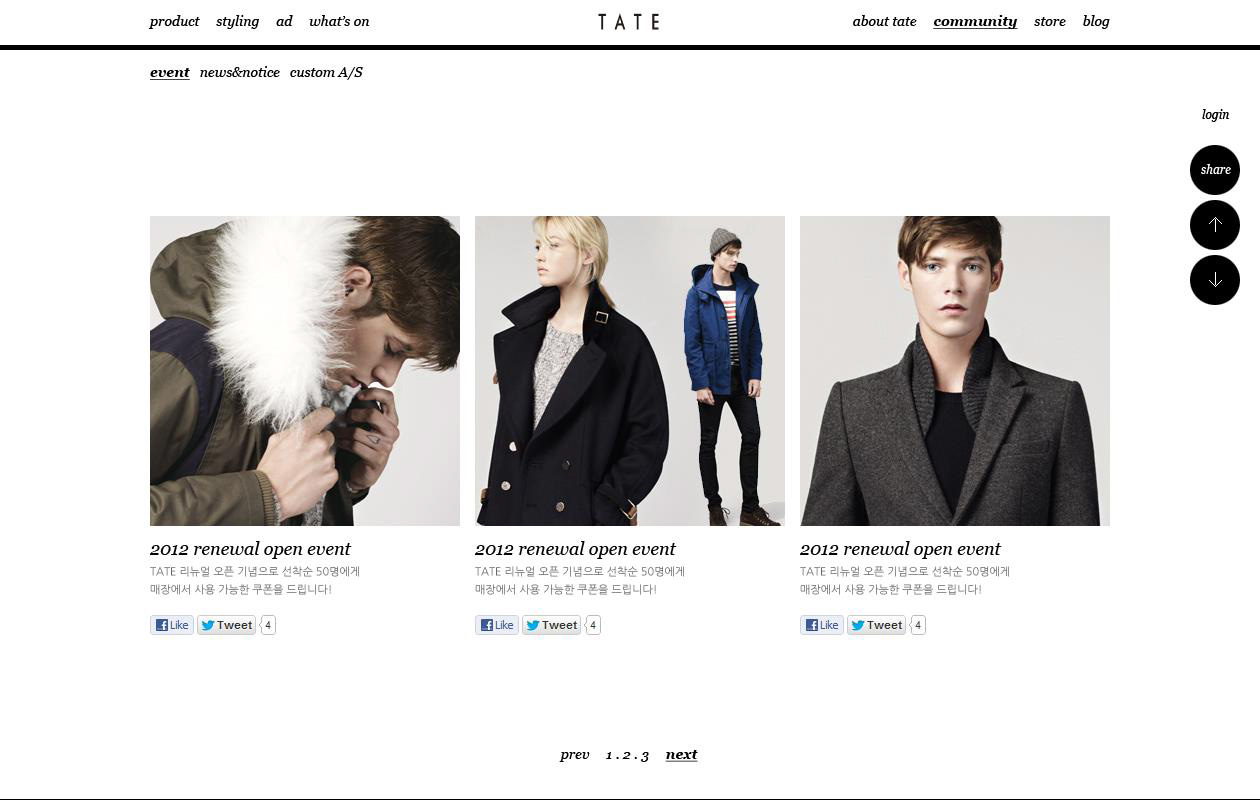 product styling ad what's on TATE about tate community store blog
event news&notice custom A/S
login
share
2012 renewal open event
TATE 리뉴얼 오픈 기념으로 선착순 50명에게
매장에서 사용 가능한 쿠폰을 드립니다!
Like Tweet 4
2012 renewal open event
TATE 리뉴얼 오픈 기념으로 선착순 50명에게
매장에서 사용 가능한 쿠폰을 드립니다!
Like Tweet 4
2012 renewal open event
TATE 리뉴얼 오픈 기념으로 선착순 50명에게
매장에서 사용 가능한 쿠폰을 드립니다!
Like Tweet 4
prev 1 . 2 . 3 next